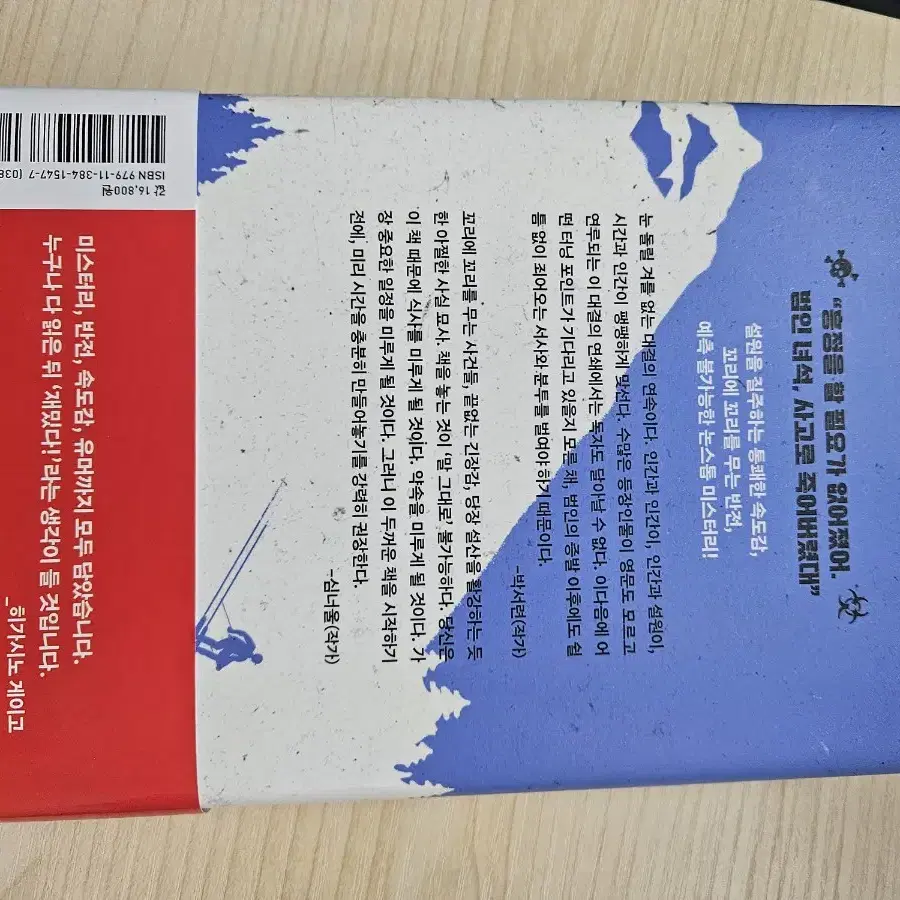 "흥정을 할 필요가 없어졌어.
범인 녀석, 사고로 죽어버렸대"
설원을 질주하는 통쾌한 속도감,
꼬리에 꼬리를 무는 반전,
예측 불가능한 논스톱 미스터리!
눈 돌릴 겨를 없는 대결의 연속이다. 인간과 인간이, 인간과 설원이,
시간과 인간이 팽팽하게 맞선다. 수많은 등장인물이 영문도 모르고
연루되는 이 대결의 연쇄에서는 독자도 달아날 수 없다. 이다음에 어
떤 터닝 포인트가 기다리고 있을지 모른 채, 범인의 증발 이후에도 쉴
틈 없이 죄어오는 서사와 분투를 벌여야 하기 때문이다.
-박서련(작가)
꼬리에 꼬리를 무는 사건들, 끝없는 긴장감, 당장 설산을 활강하는 듯
한 아찔한 사실 묘사. 책을 놓는 것이 '말 그대로' 불가능하다. 당신은
이 책 때문에 식사를 미루게 될 것이다. 약속을 미루게 될 것이다. 가
장 중요한 일정을 미루게 될 것이다. 그러니 이 두꺼운 책을 시작하기
전에, 미리 시간을 충분히 만들어놓기를 강력히 권장한다.
-심너울(작가)
값 16,800원
ISBN 979-11-384-1547-7 (038
미스터리, 반전, 속도감, 유머까지 모두 담았습니다.
누구나 다 읽은 뒤 '재밌다!'라는 생각이 들 것입니다.
_히가시노 게이고